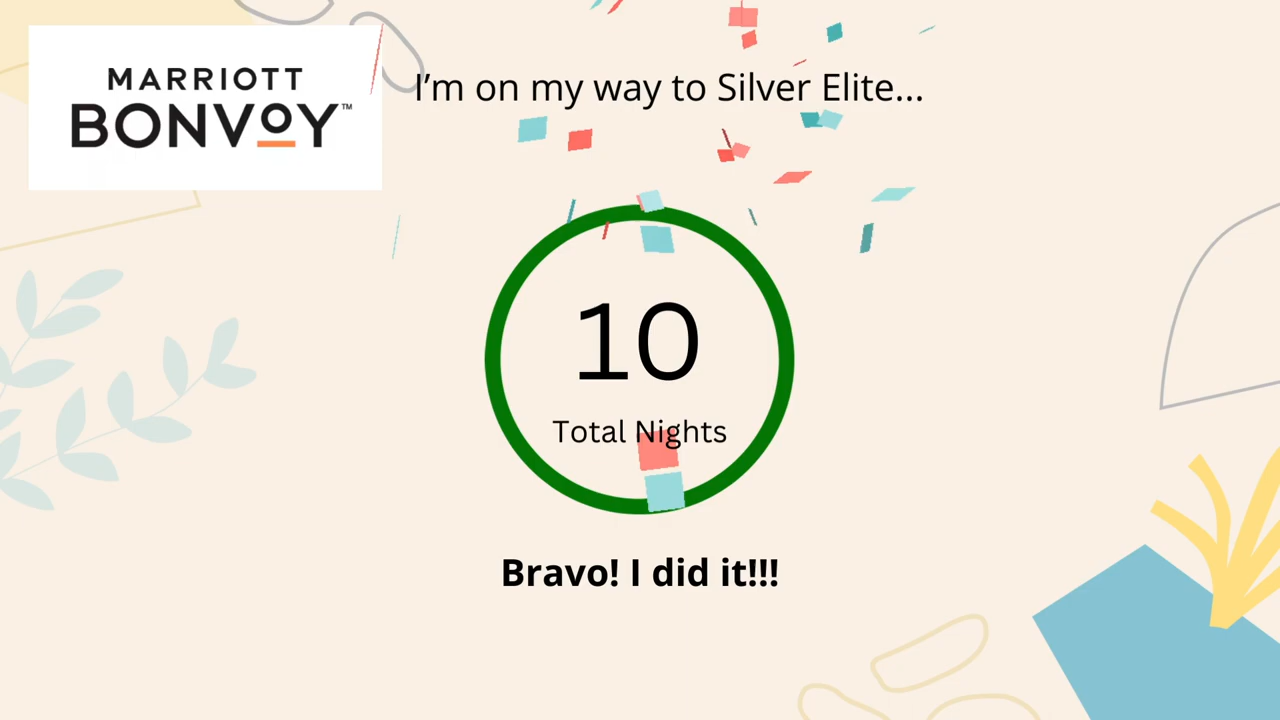 MARRIOTT
BONVOY™
I’m on my way to Silver Elite...
10
Total Nights
Bravo! I did it!!!